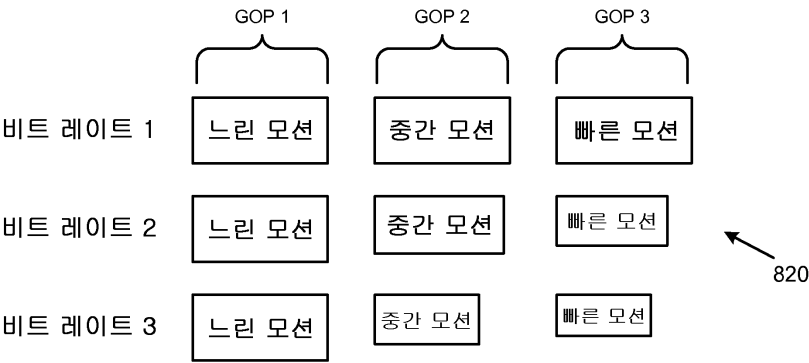 GOP 1 GOP 2 GOP 3
비트 레이트 1 느린 모션 중간 모션 빠른 모션
비트 레이트 2 느린 모션 중간 모션 빠른 모션
820
비트 레이트 3 느린 모션 중간 모션 빠른 모션